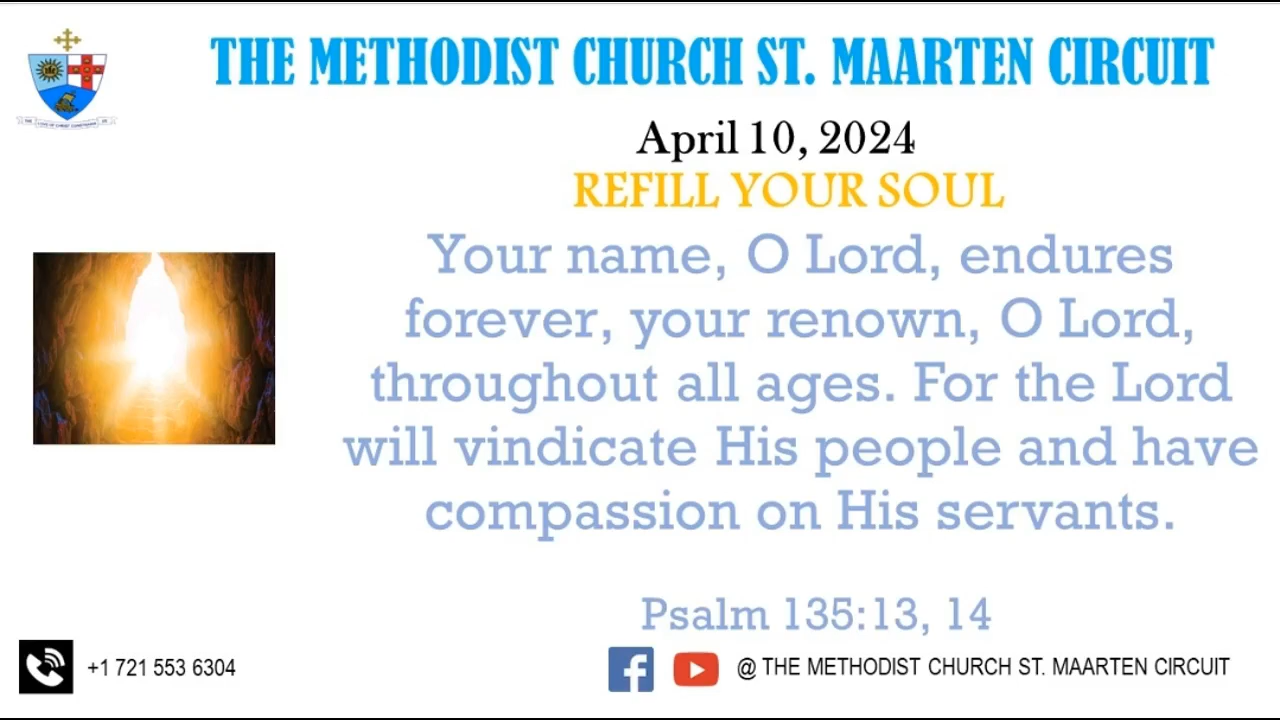 THE METHODIST CHURCH ST. MAARTEN CIRCUIT
April 10, 2024
REFILL YOUR SOUL
Your name, O Lord, endures
forever, your renown, O Lord,
throughout all ages. For the Lord
will vindicate His people and have
compassion on His servants.
Psalm 135:13, 14
+1 721 553 6304
@ THE METHODIST CHURCH ST. MAARTEN CIRCUIT